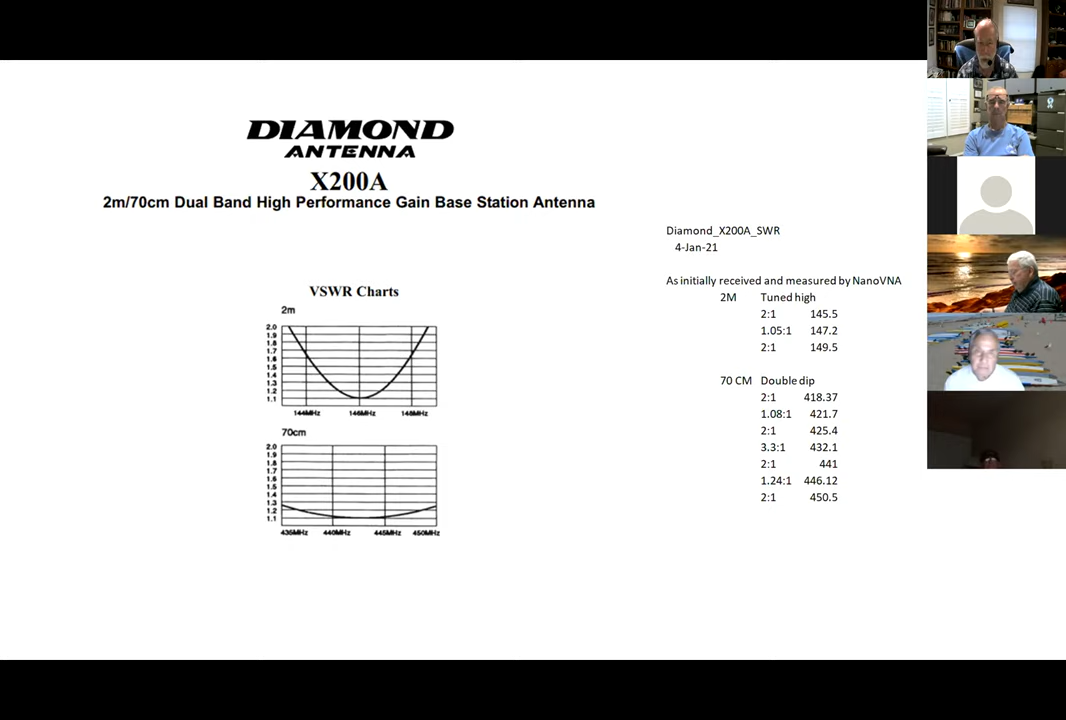 DIAMOND
ANTENNA
X200A
2m/70cm Dual Band High Performance Gain Base Station Antenna
VSWR Charts
2m
2.0
1.9
1.8
1.7
1.6
1.5
1.4
1.3
1.2
1.1
144MHz 146MHz 148MHz
70cm
2.0
1.9
1.8
1.7
1.6
1.5
1.4
1.3
1.2
1.1
435MHz 440MHz 445MHz 450MHz
Diamond_X200A_SWR
4-Jan-21
As initially received and measured by NanoVNA
2M Tuned high
2:1 145.5
1.05:1 147.2
2:1 149.5
70 CM Double dip
2:1 418.37
1.08:1 421.7
2:1 425.4
3.3:1 432.1
2:1 441
1.24:1 446.12
2:1 450.5